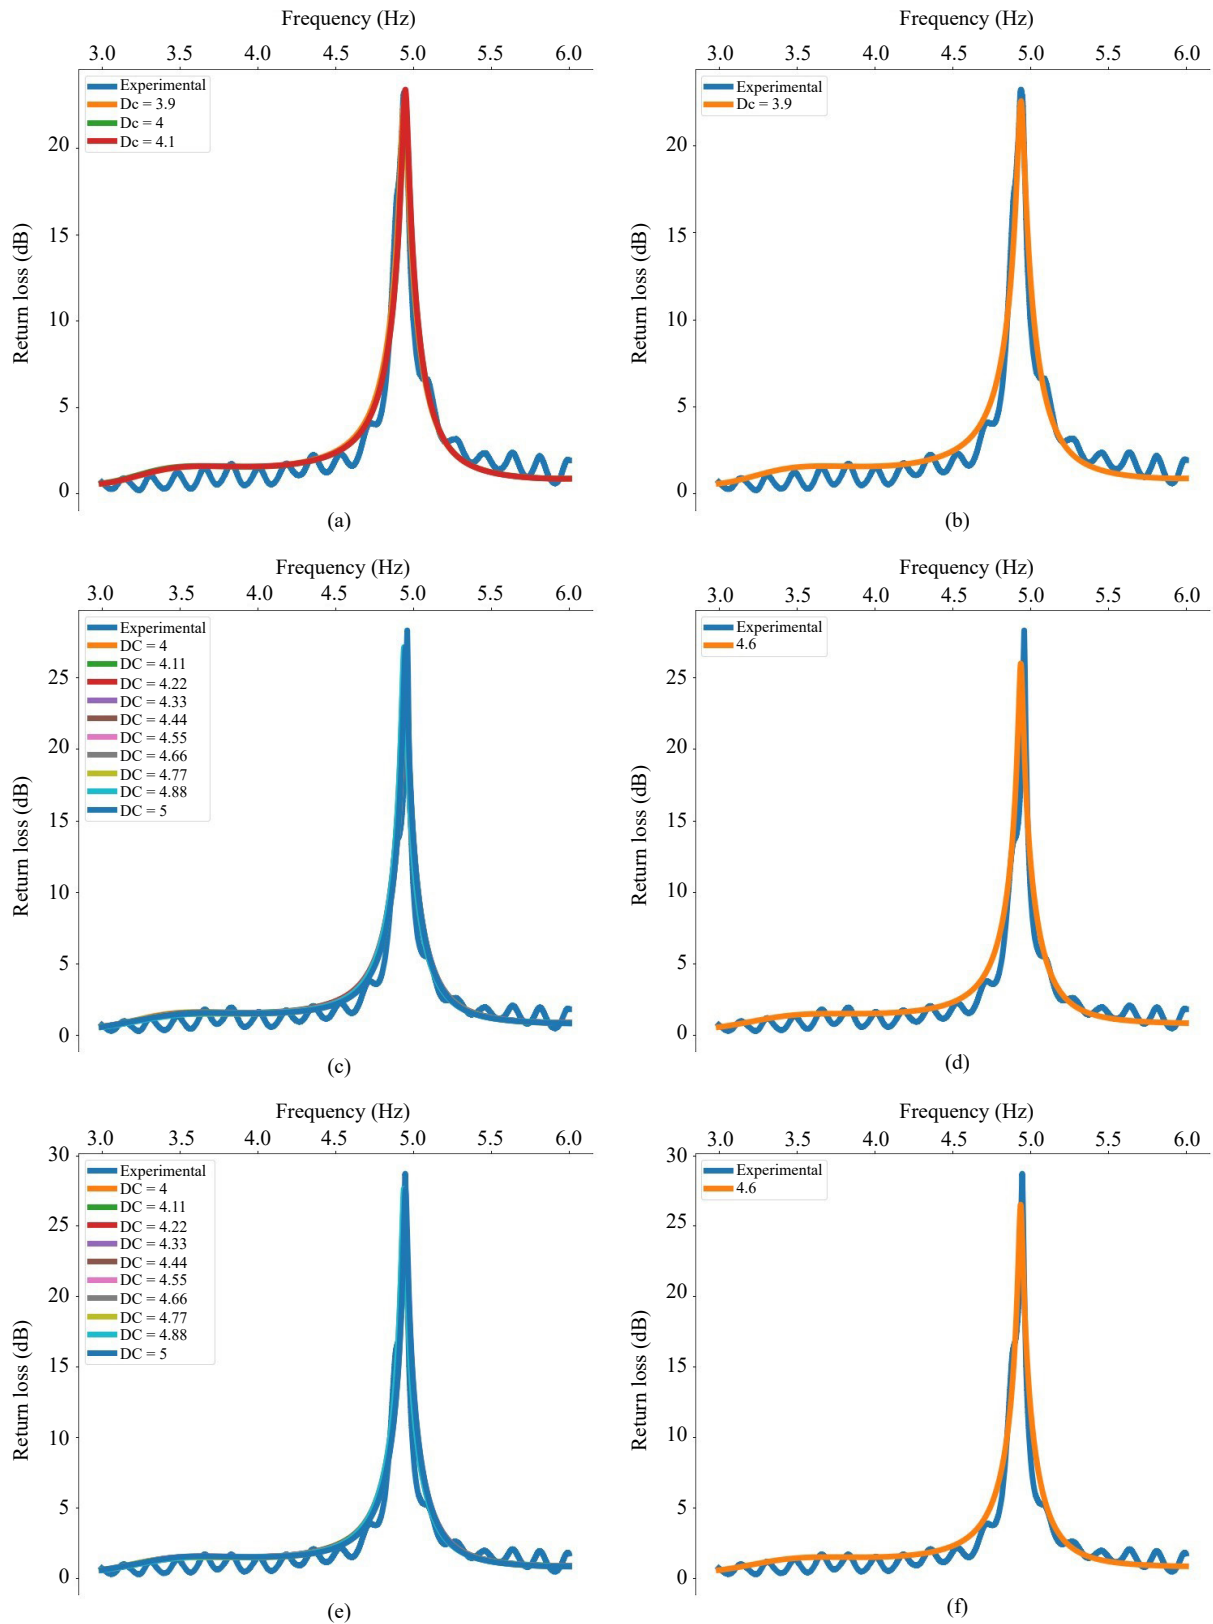 Frequency (Hz)
3.0 3.5 4.0 4.5 5.0 5.5 6.0
Experimental
Dc = 3.9
Dc = 4
Dc = 4.1
20
15
10
5
0
Return loss (dB)
(a)
Frequency (Hz)
3.0 3.5 4.0 4.5 5.0 5.5 6.0
Experimental
Dc = 3.9
20
15
10
5
0
Return loss (dB)
(b)
Frequency (Hz)
3.0 3.5 4.0 4.5 5.0 5.5 6.0
Experimental
DC = 4
DC = 4.11
DC = 4.22
DC = 4.33
DC = 4.44
DC = 4.55
DC = 4.66
DC = 4.77
DC = 4.88
DC = 5
25
20
15
10
5
0
Return loss (dB)
(c)
Frequency (Hz)
3.0 3.5 4.0 4.5 5.0 5.5 6.0
Experimental
4.6
25
20
15
10
5
0
Return loss (dB)
(d)
Frequency (Hz)
3.0 3.5 4.0 4.5 5.0 5.5 6.0
Experimental
DC = 4
DC = 4.11
DC = 4.22
DC = 4.33
DC = 4.44
DC = 4.55
DC = 4.66
DC = 4.77
DC = 4.88
DC = 5
30
25
20
15
10
5
0
Return loss (dB)
(e)
Frequency (Hz)
3.0 3.5 4.0 4.5 5.0 5.5 6.0
Experimental
4.6
30
25
20
15
10
5
0
Return loss (dB)
(f)